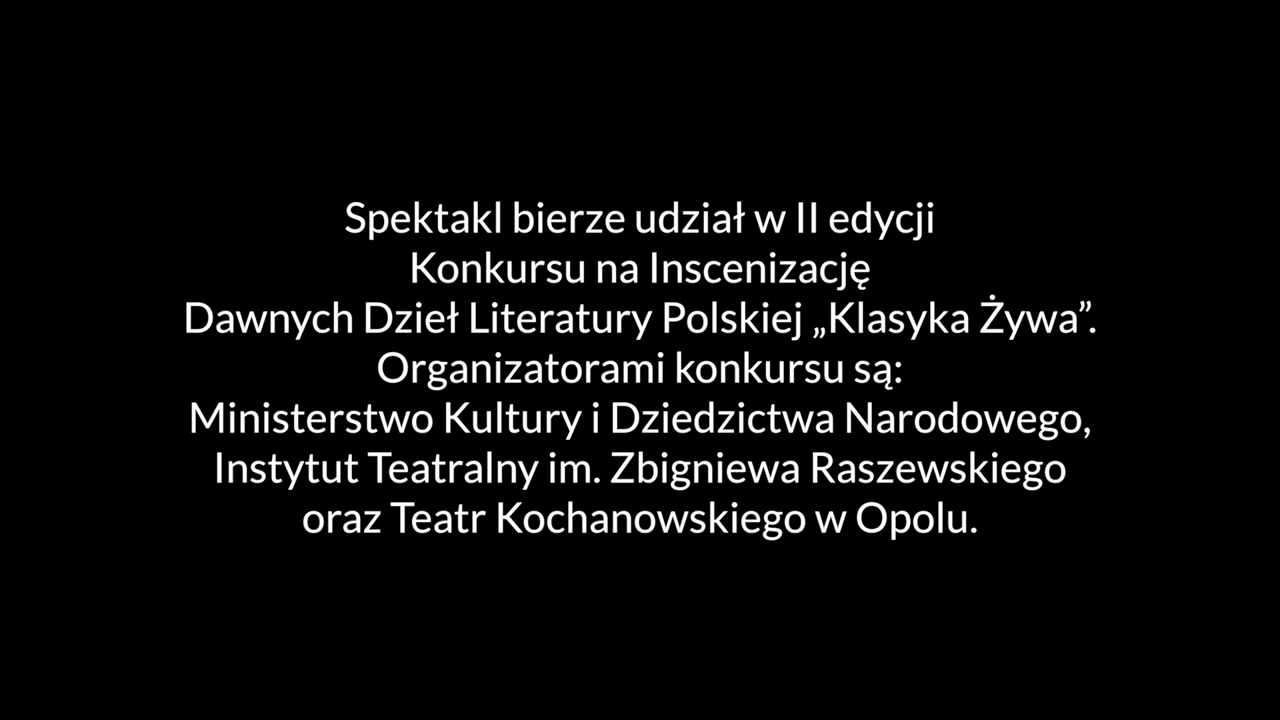 Spektakl bierze udział w II edycji
Konkursu na Inscenizację
Dawnych Dzieł Literatury Polskiej „Klasyka Żywa”.
Organizatorami konkursu są:
Ministerstwo Kultury i Dziedzictwa Narodowego,
Instytut Teatralny im. Zbigniewa Raszewskiego
oraz Teatr Kochanowskiego w Opolu.